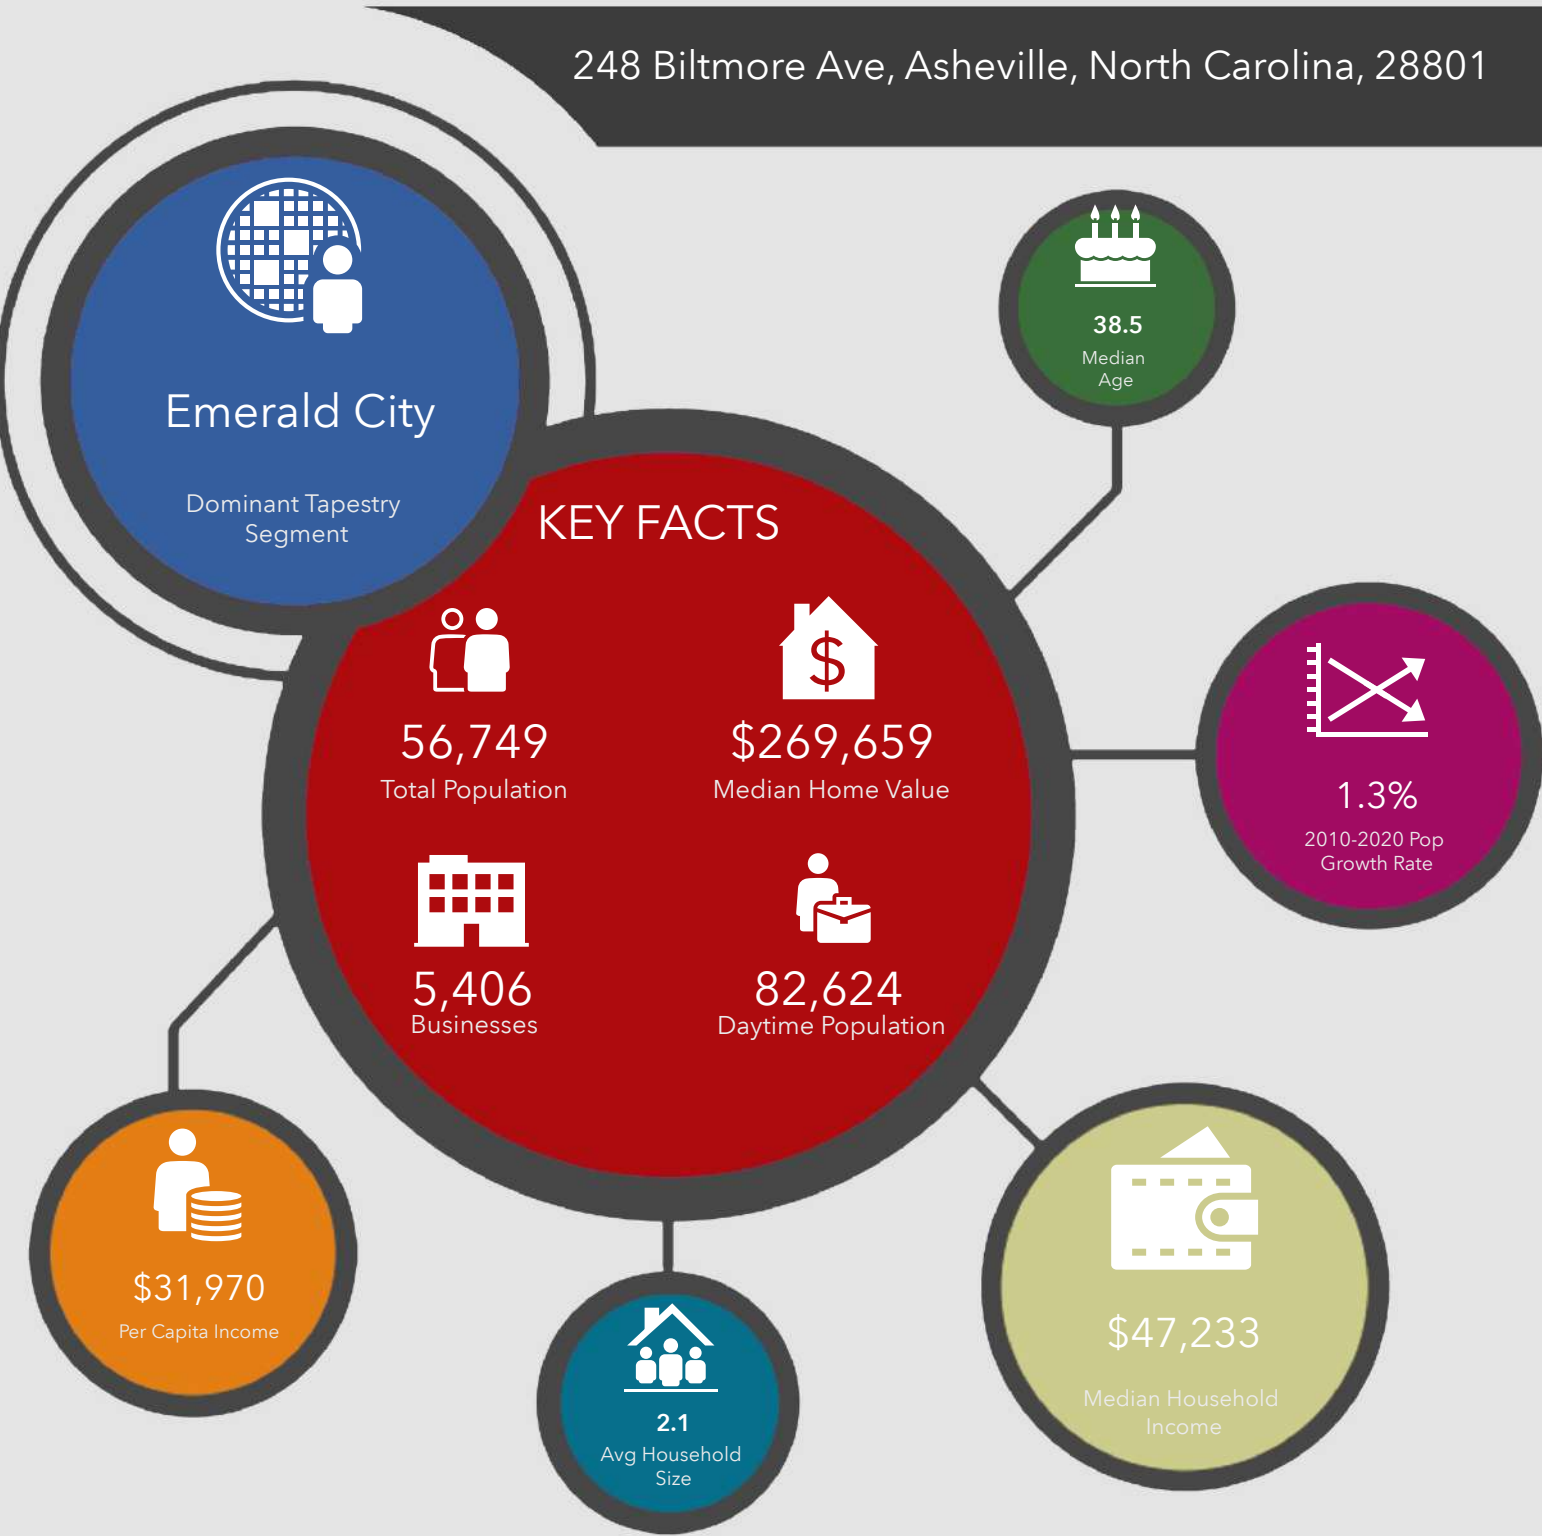 248 Biltmore Ave, Asheville, North Carolina, 28801
Emerald City
Dominant Tapestry
Segment
38.5
Median
Age
KEY FACTS
56,749
Total Population
$
$269,659
Median Home Value
5,406
Businesses
82,624
Daytime Population
1.3%
2010-2020 Pop
Growth Rate
$31,970
Per Capita Income
2.1
Avg Household
Size
$47,233
Median Household
Income